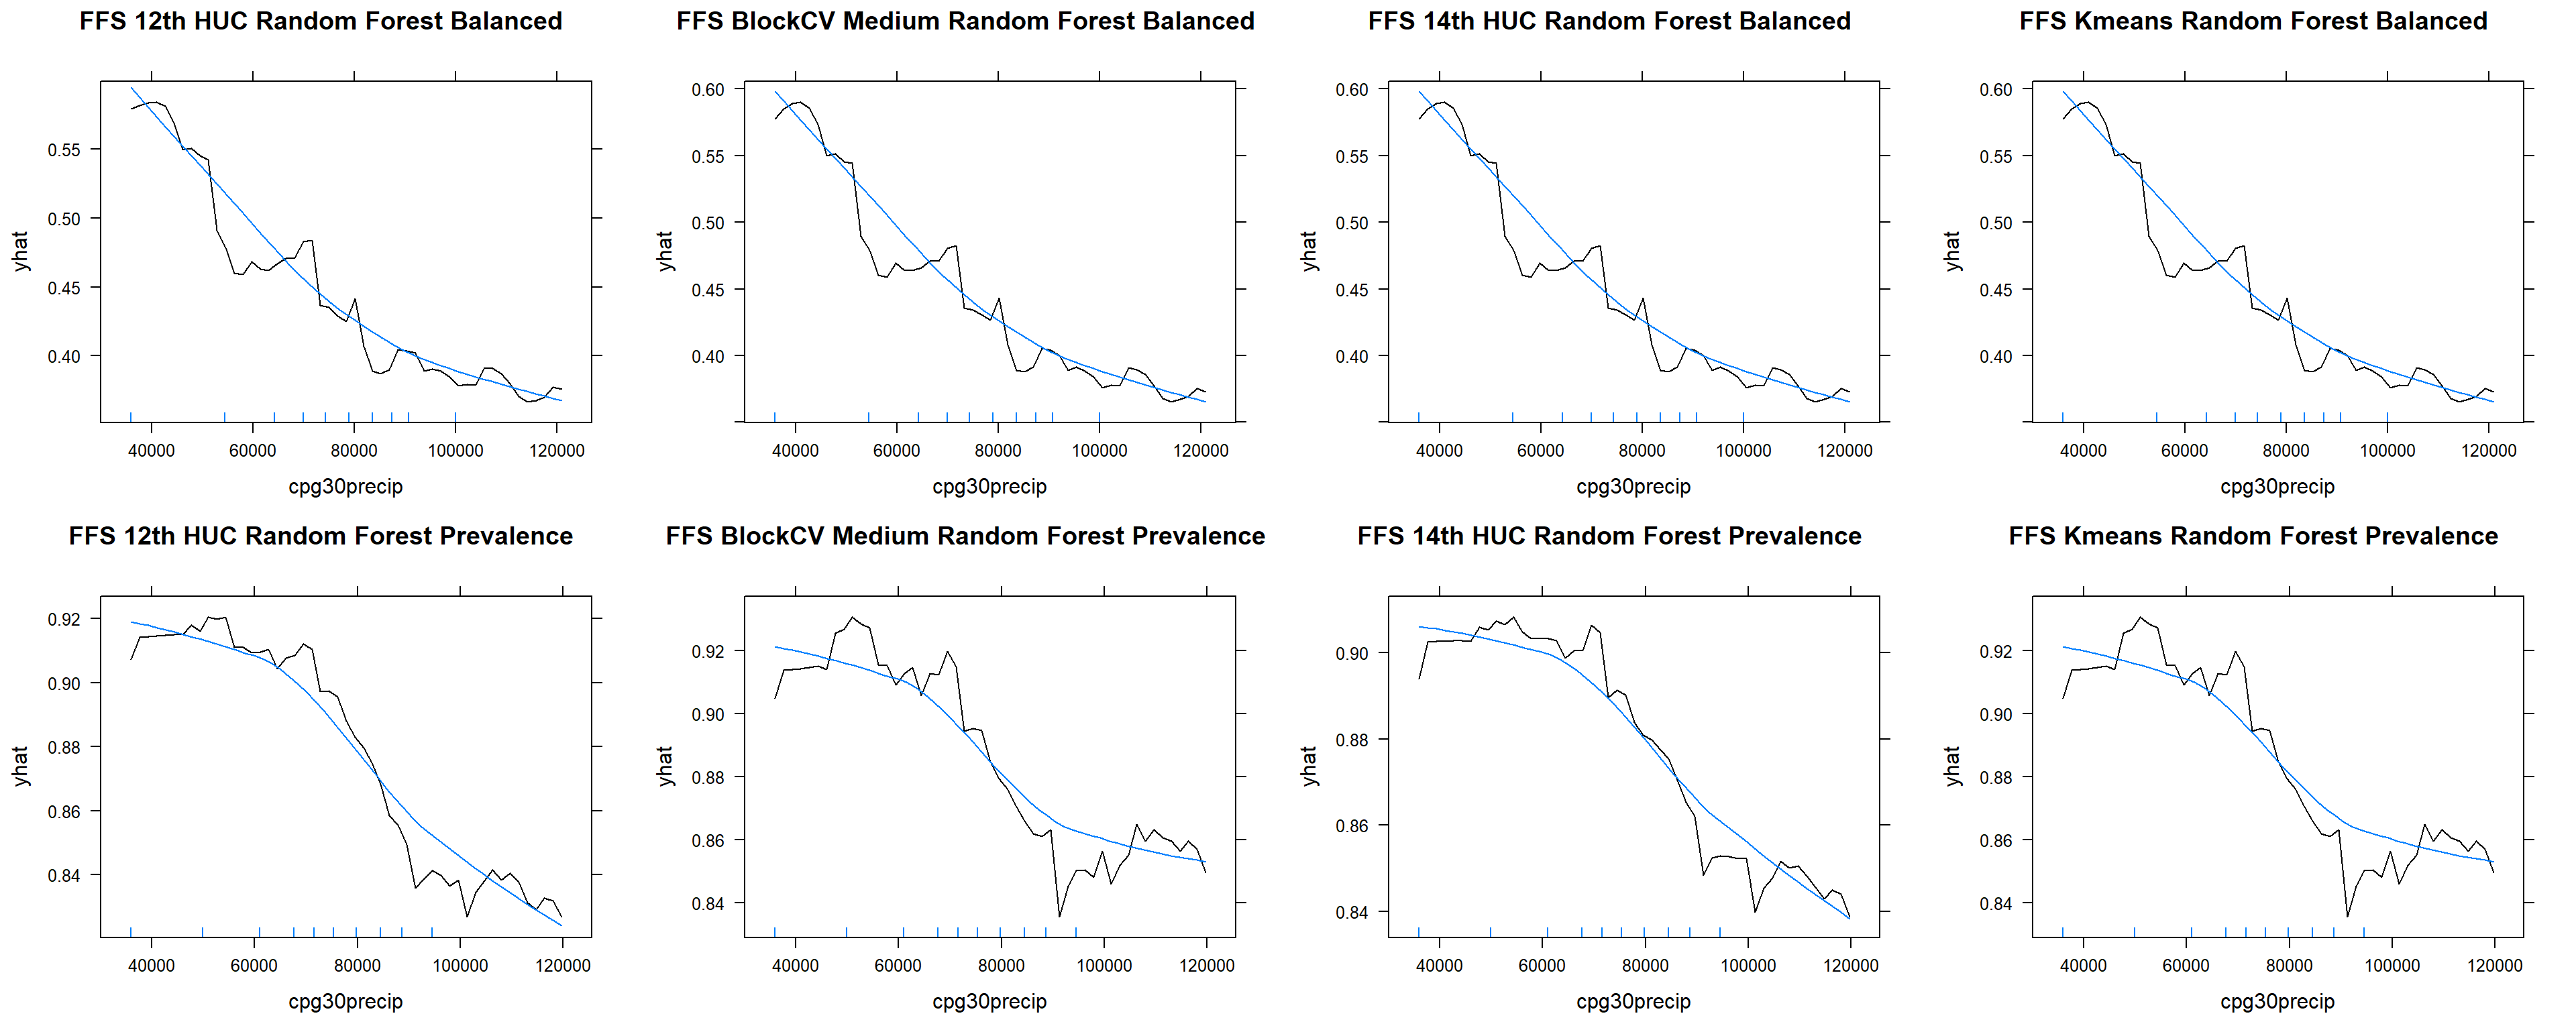 FFS 12th HUC Random Forest Balanced
yhat
0.55
0.50
0.45
0.40
40000 60000 80000 100000 120000
cpg30precip
FFS BlockCV Medium Random Forest Balanced
yhat
0.60
0.55
0.50
0.45
0.40
40000 60000 80000 100000 120000
cpg30precip
FFS 14th HUC Random Forest Balanced
yhat
0.60
0.55
0.50
0.45
0.40
40000 60000 80000 100000 120000
cpg30precip
FFS Kmeans Random Forest Balanced
yhat
0.60
0.55
0.50
0.45
0.40
40000 60000 80000 100000 120000
cpg30precip
FFS 12th HUC Random Forest Prevalence
yhat
0.92
0.90
0.88
0.86
0.84
40000 60000 80000 100000 120000
cpg30precip
FFS BlockCV Medium Random Forest Prevalence
yhat
0.92
0.90
0.88
0.86
0.84
40000 60000 80000 100000 120000
cpg30precip
FFS 14th HUC Random Forest Prevalence
yhat
0.90
0.88
0.86
0.84
40000 60000 80000 100000 120000
cpg30precip
FFS Kmeans Random Forest Prevalence
yhat
0.92
0.90
0.88
0.86
0.84
40000 60000 80000 100000 120000
cpg30precip